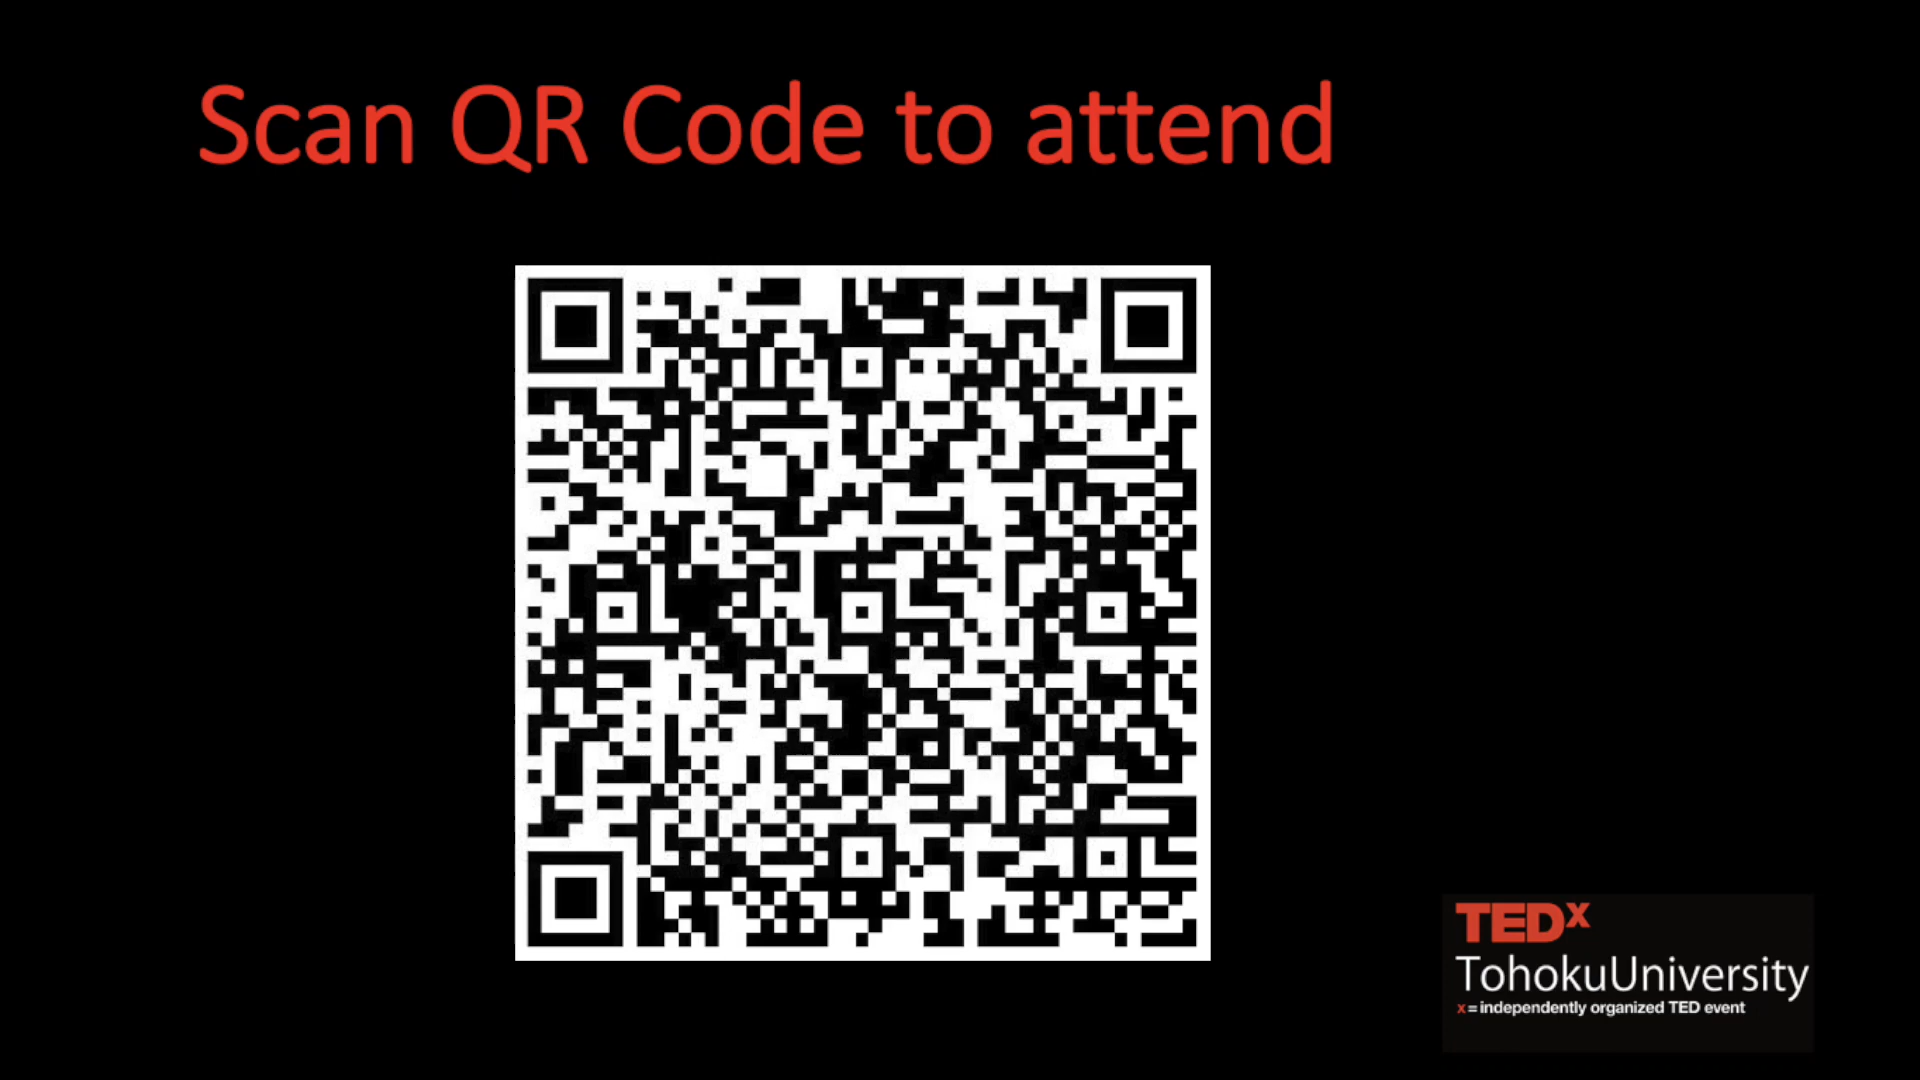 Scan QR Code to attend
TEDx
TohokuUniversity
x=independently organized TED event